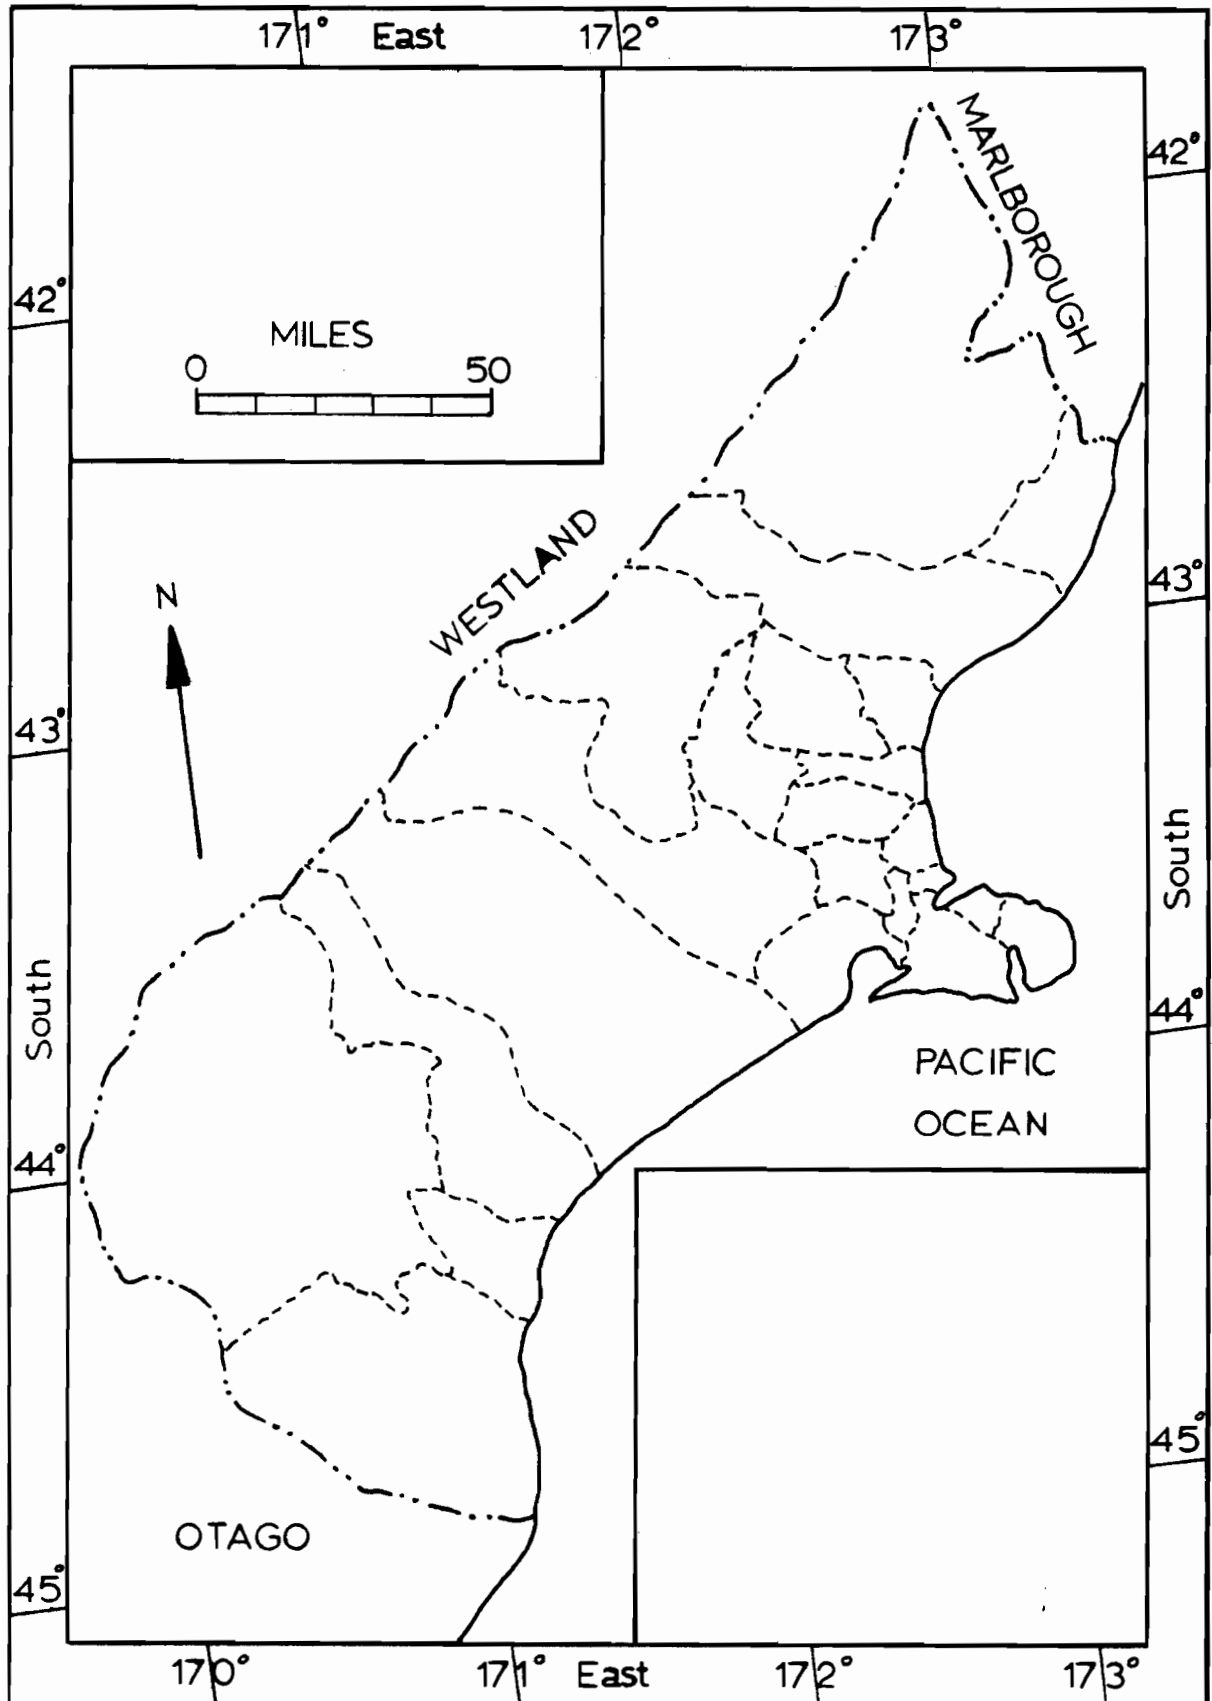 171° East 172° 173°
MARLBOROUGH
42°
42°
MILES
0 50
WESTLAND
N
43°
43°
South
South
44°
PACIFIC
OCEAN
44°
45°
OTAGO
45°
170° 171° East 172° 173°